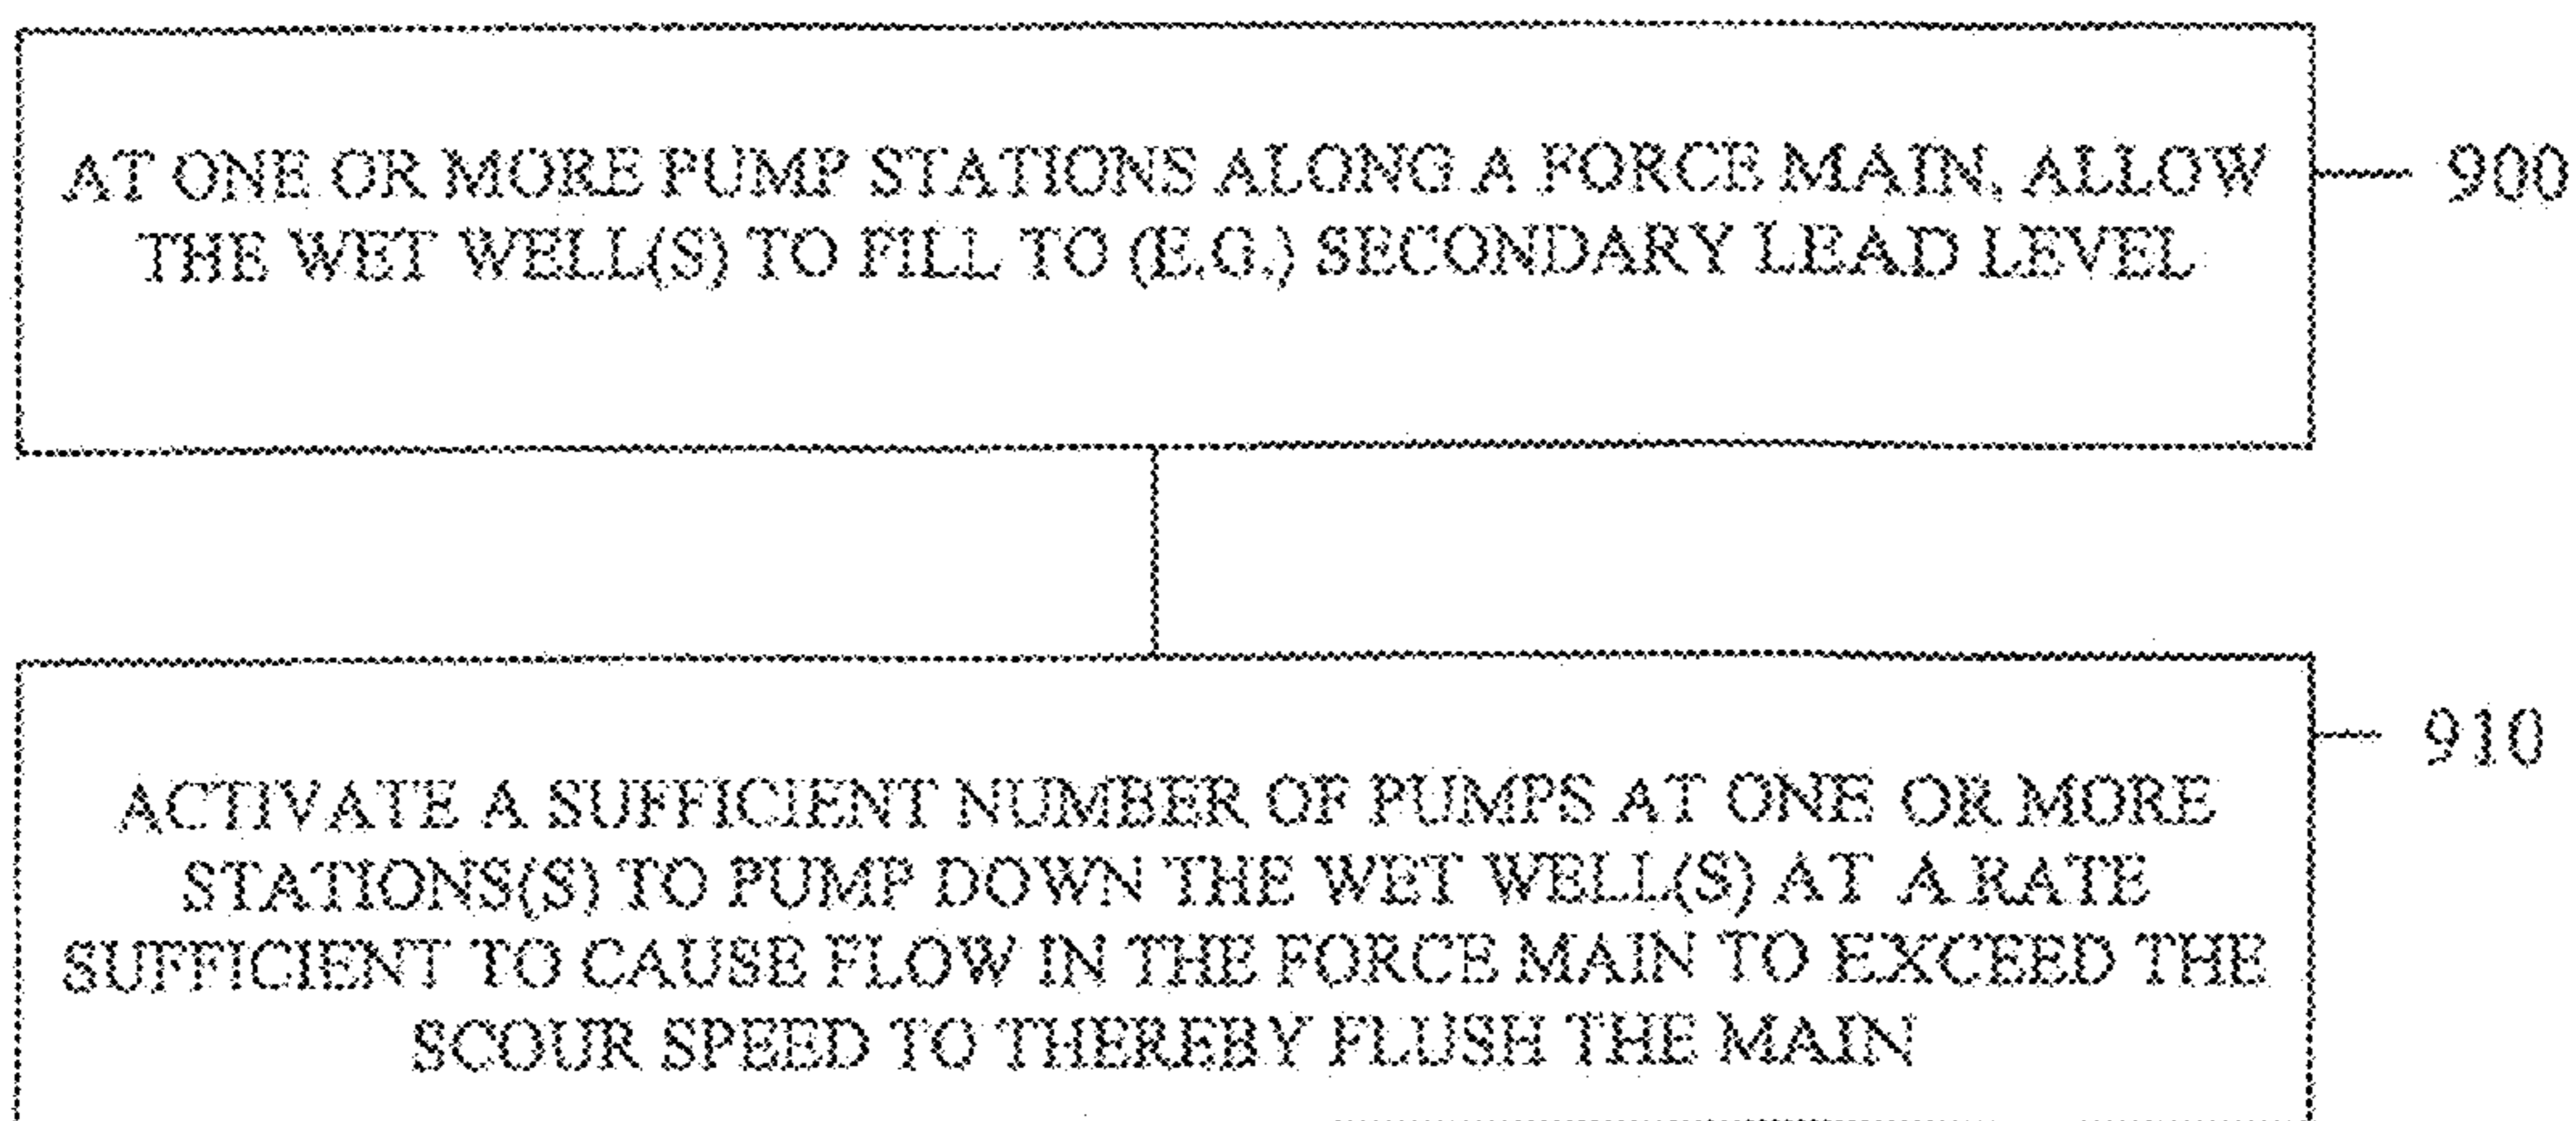 AT ONE OR MORE PUMP STATIONS ALONG A FORCE MAIN, ALLOW
THE WET WELL(S) TO FILL TO (E.G.) SECONDARY LEAD LEVEL
900
ACTIVATE A SUFFICIENT NUMBER OF PUMPS AT ONE OR MORE
STATIONS(S) TO PUMP DOWN THE WET WELL(S) AT A RATE
SUFFICIENT TO CAUSE FLOW IN THE FORCE MAIN TO EXCEED THE
SCOUR SPEED TO THEREBY FLUSH THE MAIN
910